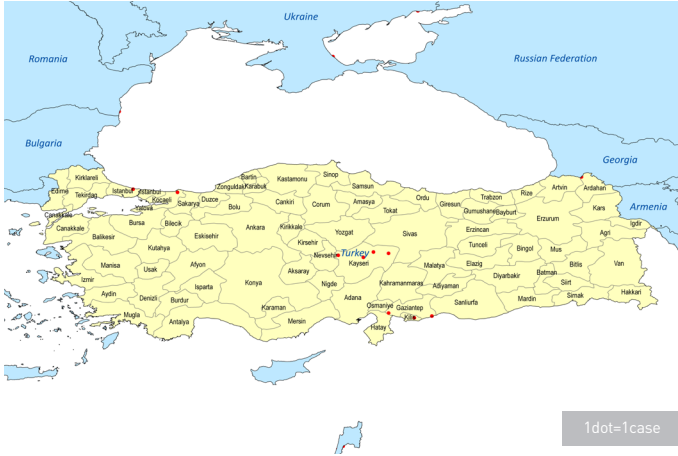 Ukraine
Romania
Russian Federation
Bulgaria
Georgia
Armenia
Kirklareli
Edirne
Tekirdag
Istanbul
Istanbul
Kocaeli
Yalova
Sakarya
Duzce
Zonguldak
Bartin
Karabuk
Kastamonu
Sinop
Samsun
Ordu
Giresun
Trabzon
Rize
Artvin
Ardahan
Canakkale
Canakkale
Balikesir
Bursa
Bilecik
Bolu
Cankiri
Corum
Amasya
Tokat
Gumushane
Bayburt
Erzurum
Kars
Igdir
Agri
Kutahya
Eskisehir
Ankara
Kirikkale
Kirsehir
Yozgat
Sivas
Erzincan
Tunceli
Bingol
Mus
Manisa
Usak
Afyon
Konya
Aksaray
Nevsehir
Turkey
Kayseri
Malatya
Elazig
Diyarbakir
Batman
Bitlis
Siirt
Van
Izmir
Aydin
Denizli
Burdur
Isparta
Nigde
Kahramanmaras
Adiyaman
Sanliurfa
Mardin
Sirnak
Hakkari
Mugla
Antalya
Karaman
Mersin
Adana
Osmaniye
Gaziantep
Hatay
1dot=1case